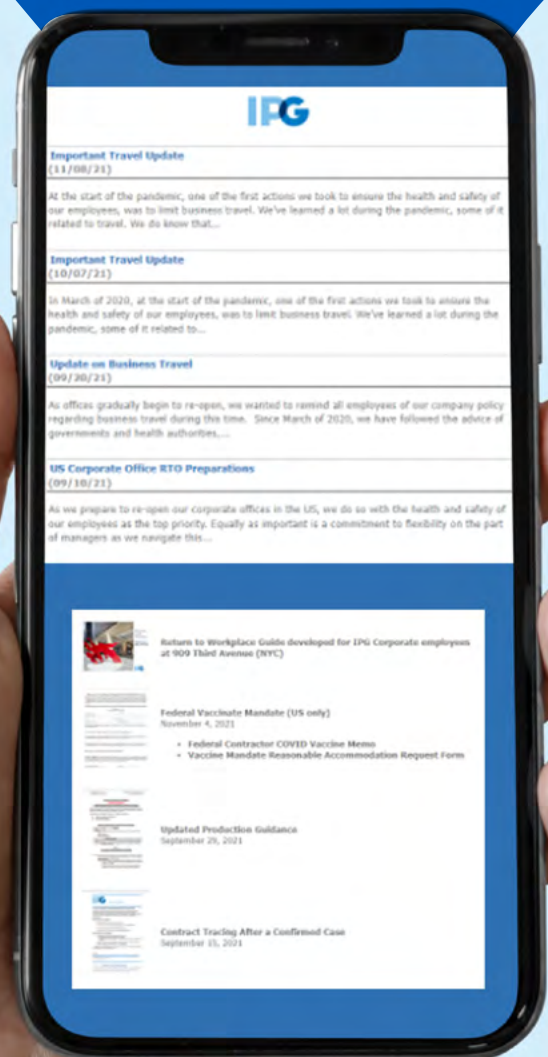 IPG
Important Travel Update
(11/08/21)
At the start of the pandemic, one of the first actions we took to ensure the health and safety of
our employees, was to limit business travel. We've learned a lot during the pandemic, some of it
related to travel. We do know that...
Important Travel Update
(10/07/21)
In March of 2020, at the start of the pandemic, one of the first actions we took to ensure the
health and safety of our employees, was to limit business travel. We've learned a lot during the
pandemic, some of it related to...
Update on Business Travel
(09/30/21)
As offices gradually begin to re-open, we wanted to remind all employees of our company policy
regarding business travel during this time. Since March of 2020, we have followed the advice of
governments and health authorities,...
US Corporate Office RTO Preparations
(09/10/21)
As we prepare to re-open our corporate offices in the US, we do so with the health and safety of
our employees as the top priority. Equally as important is a commitment to flexibility on the part
of managers as we navigate this...
Return to Workplace Guide developed for IPG Corporate employees
at 909 Third Avenue (NYC)
Federal Vaccinate Mandate (US only)
November 4, 2021
• Federal Contractor COVID Vaccine Memo
• Vaccine Mandate Reasonable Accommodation Request Form
Updated Production Guidance
September 29, 2021
Contract Tracing After a Confirmed Case
September 15, 2021